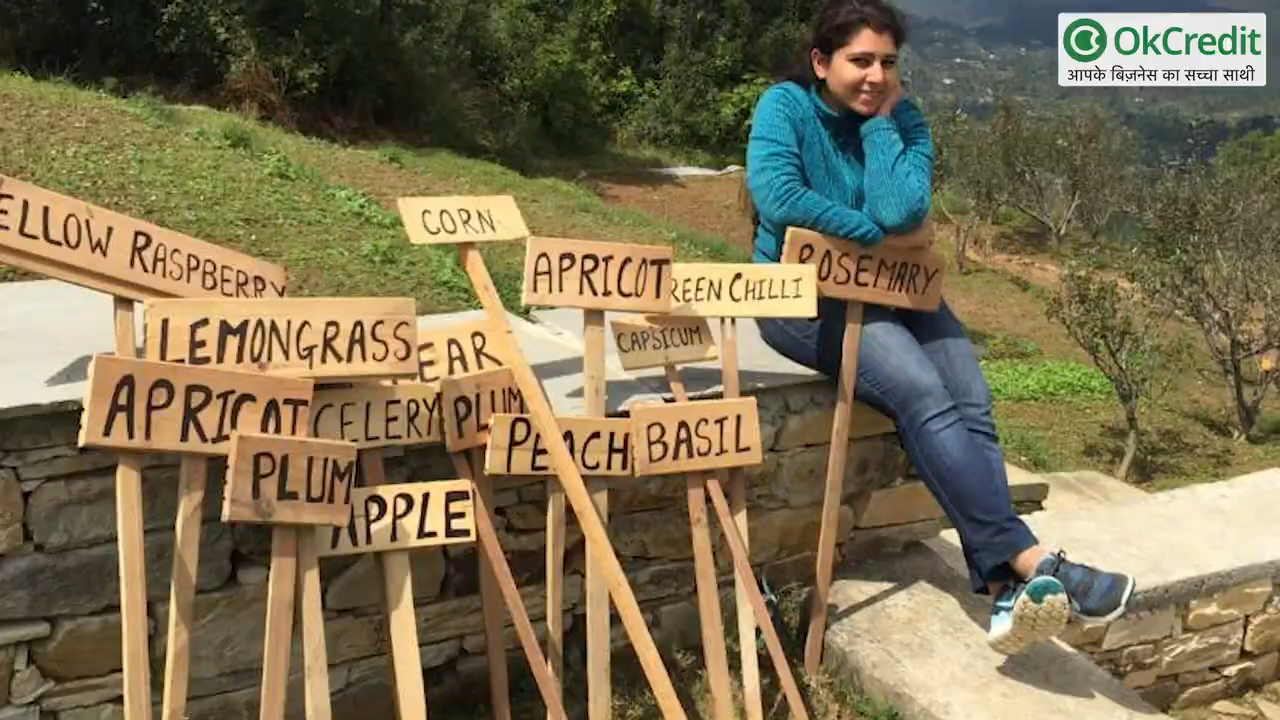 OkCredit
आपके बिज़नेस का सच्चा साथी
ELLOW RASPBERRY
CORN
APRICOT
REEN CHILLI
ROSEMARY
LEMONGRASS
EAR
CAPSICUM
APRICOT
CELERY
PLUM
PEACH
BASIL
PLUM
APPLE